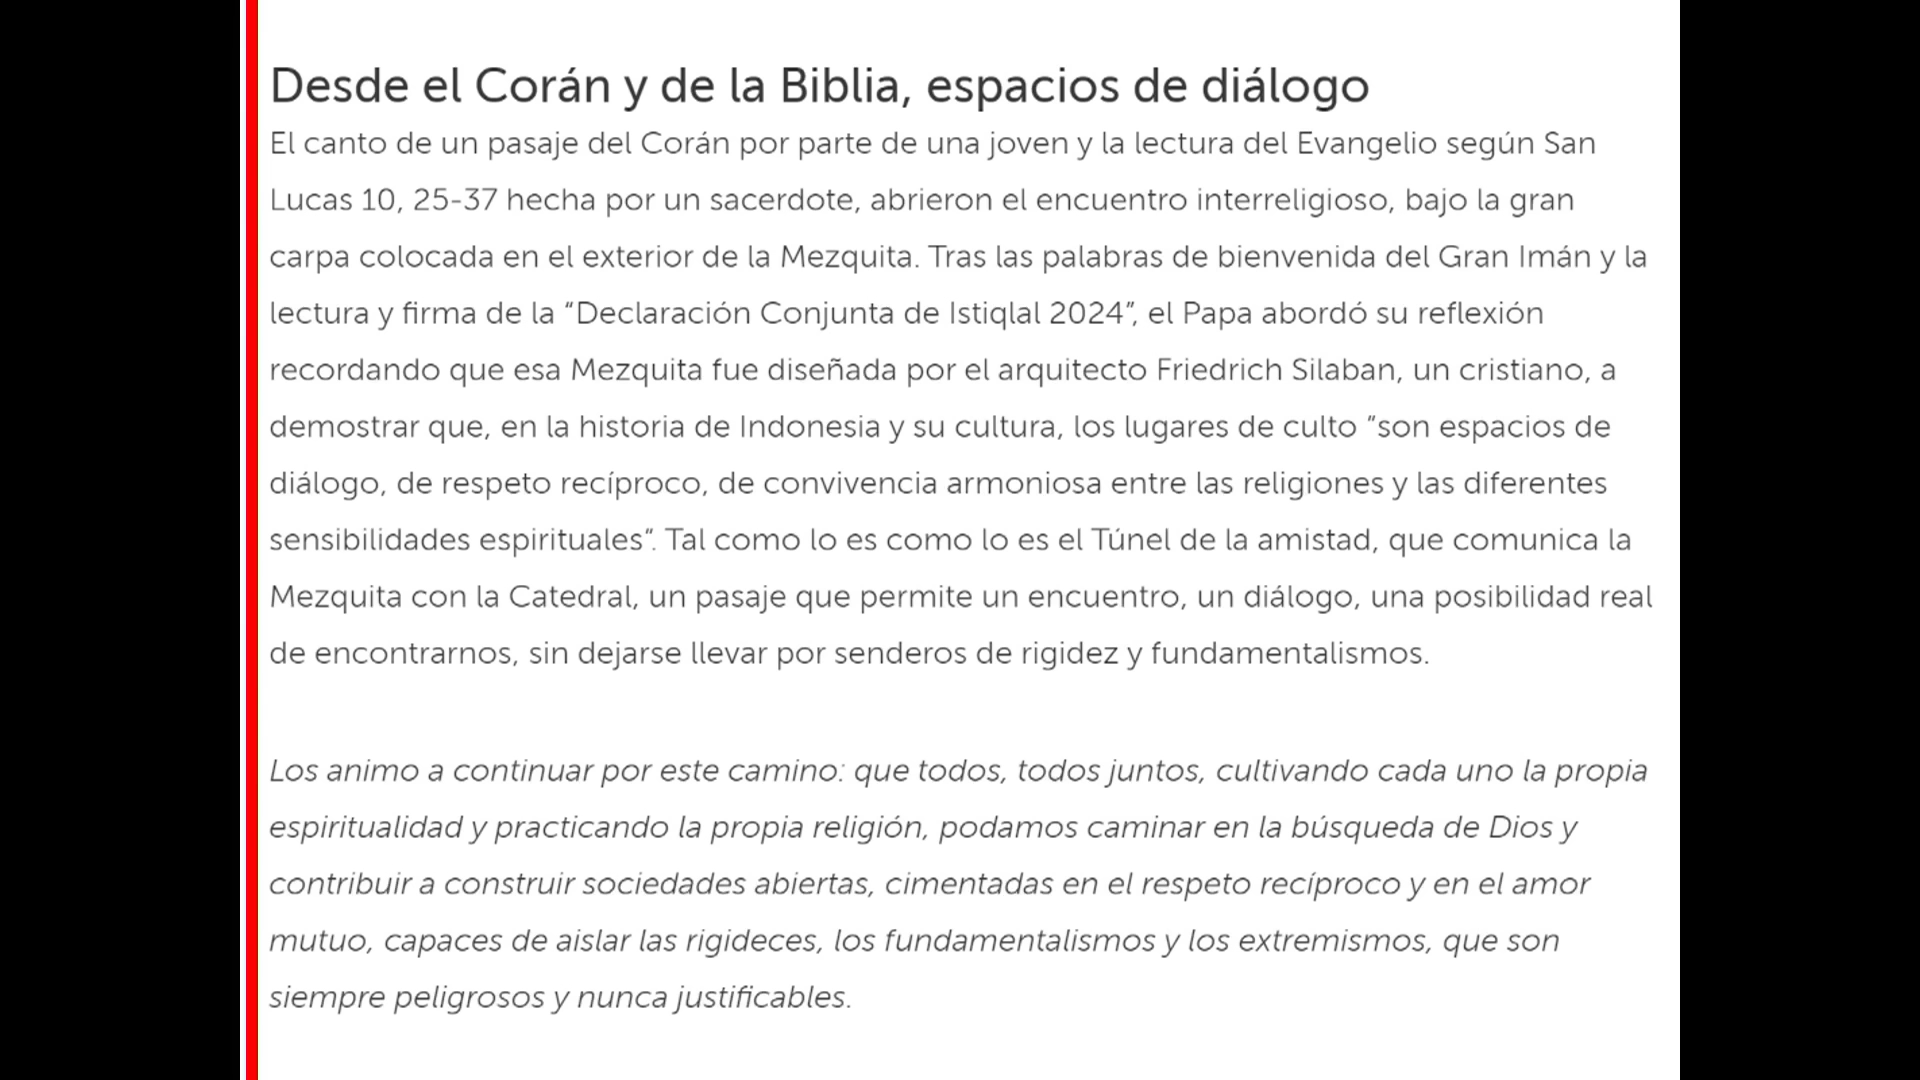 Desde el Corán y de la Biblia, espacios de diálogo
El canto de un pasaje del Corán por parte de una joven y la lectura del Evangelio según San
Lucas 10, 25-37 hecha por un sacerdote, abrieron el encuentro interreligioso, bajo la gran
carpa colocada en el exterior de la Mezquita. Tras las palabras de bienvenida del Gran Imán y la
lectura y firma de la “Declaración Conjunta de Istiqlal 2024”, el Papa abordó su reflexión
recordando que esa Mezquita fue diseñada por el arquitecto Friedrich Silaban, un cristiano, a
demostrar que, en la historia de Indonesia y su cultura, los lugares de culto “son espacios de
diálogo, de respeto recíproco, de convivencia armoniosa entre las religiones y las diferentes
sensibilidades espirituales”. Tal como lo es como lo es el Túnel de la amistad, que comunica la
Mezquita con la Catedral, un pasaje que permite un encuentro, un diálogo, una posibilidad real
de encontrarnos, sin dejarse llevar por senderos de rigidez y fundamentalismos.
Los animo a continuar por este camino: que todos, todos juntos, cultivando cada uno la propia
espiritualidad y practicando la propia religión, podamos caminar en la búsqueda de Dios y
contribuir a construir sociedades abiertas, cimentadas en el respeto recíproco y en el amor
mutuo, capaces de aislar las rigideces, los fundamentalismos y los extremismos, que son
siempre peligrosos y nunca justificables.